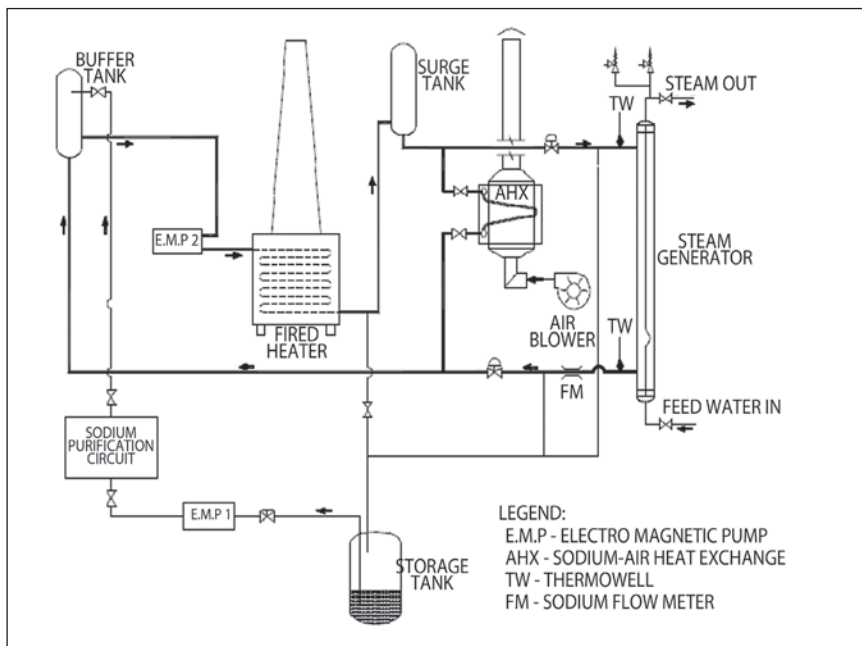 BUFFER
TANK
SURGE
TANK
TW
STEAM OUT
E.M.P 2
AHX
STEAM
GENERATOR
FIRED
HEATER
AIR
BLOWER
TW
FM
FEED WATER IN
SODIUM
PURIFICATION
CIRCUIT
E.M.P 1
STORAGE
TANK
LEGEND:
E.M.P - ELECTRO MAGNETIC PUMP
AHX - SODIUM-AIR HEAT EXCHANGE
TW - THERMOWELL
FM - SODIUM FLOW METER